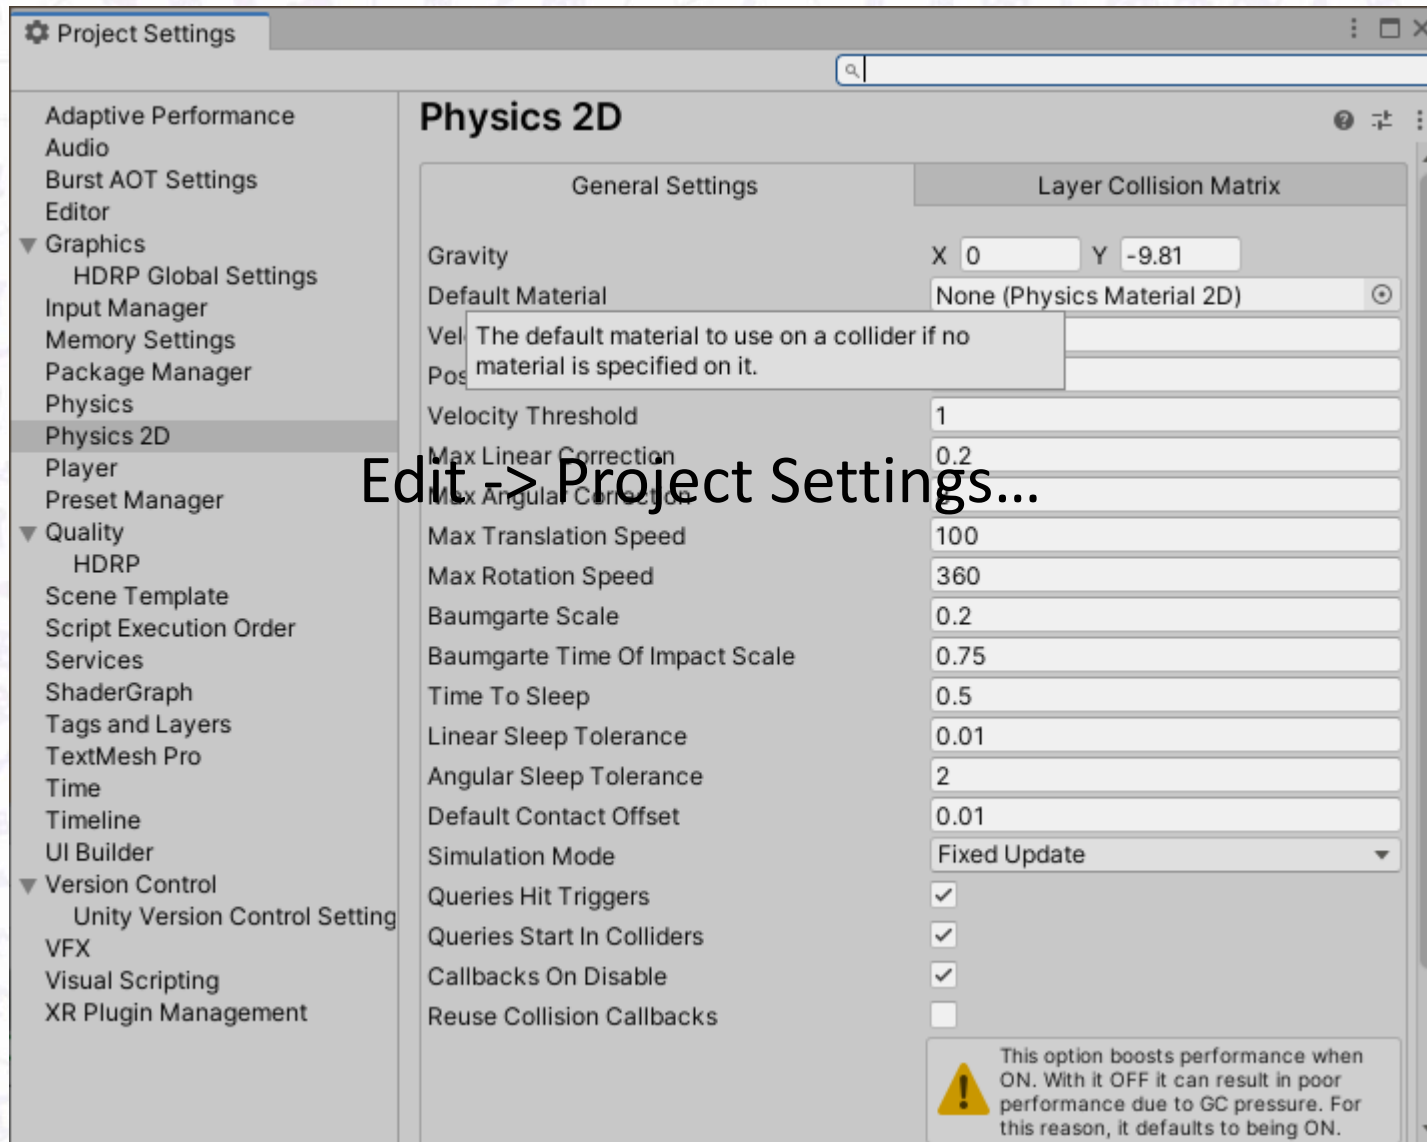 Project Settings
Adaptive Performance
Audio
Burst AOT Settings
Editor
Graphics
HDRP Global Settings
Input Manager
Memory Settings
Package Manager
Physics
Physics 2D
Player
Preset Manager
Quality
HDRP
Scene Template
Script Execution Order
Services
ShaderGraph
Tags and Layers
TextMesh Pro
Time
Timeline
UI Builder
Version Control
Unity Version Control Setting
VFX
Visual Scripting
XR Plugin Management
Physics 2D
General Settings
Layer Collision Matrix
Gravity X 0 Y -9.81
Default Material None (Physics Material 2D)
The default material to use on a collider if no
material is specified on it.
Velocity Threshold 1
Max Linear Correction 0.2
Edit -> Project Settings...
Max Angular Correction
Max Translation Speed 100
Max Rotation Speed 360
Baumgarte Scale 0.2
Baumgarte Time Of Impact Scale 0.75
Time To Sleep 0.5
Linear Sleep Tolerance 0.01
Angular Sleep Tolerance 2
Default Contact Offset 0.01
Simulation Mode Fixed Update
Queries Hit Triggers
Queries Start In Colliders
Callbacks On Disable
Reuse Collision Callbacks
This option boosts performance when
ON. With it OFF it can result in poor
performance due to GC pressure. For
this reason, it defaults to being ON.